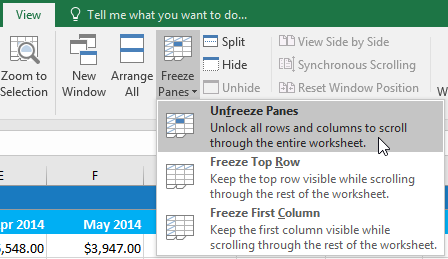 View
Tell me what you want to do...
Zoom to
Selection
New
Window
Arrange
All
Freeze
Panes
Split
Hide
Unhide
View Side by Side
Synchronous Scrolling
Reset Window Position
W
Unfreeze Panes
Unlock all rows and columns to scroll
through the entire worksheet.
Freeze Top Row
Keep the top row visible while scrolling
through the rest of the worksheet.
Freeze First Column
Keep the first column visible while
scrolling through the rest of the worksheet.
E
F
pr 2014
May 2014
,548.00
$3,947.00